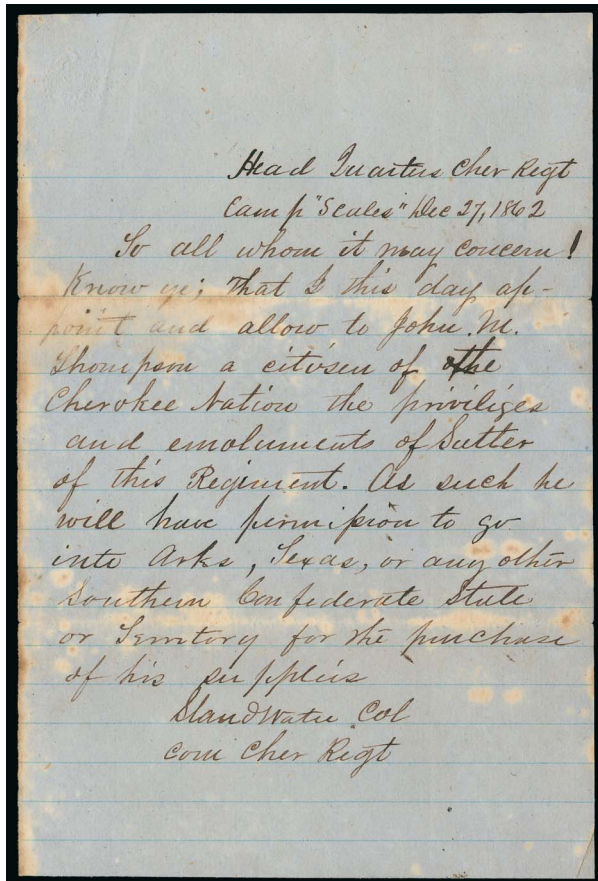 Head Quarters Cher Regt
Camp "Scales" Dec 27, 1862
To all whom it may concern!
Know ye; that I this day ap-
point and allow to John M.
Thompson a citizen of the
Cherokee Nation the priviliges
and emoluments of Sutler
of this Regiment. As such he
will have permission to go
into Arks, Texas, or any other
Southern Confederate State
or Territory for the purchase
of his supplies
Stand Watie Col
Com Cher Regt